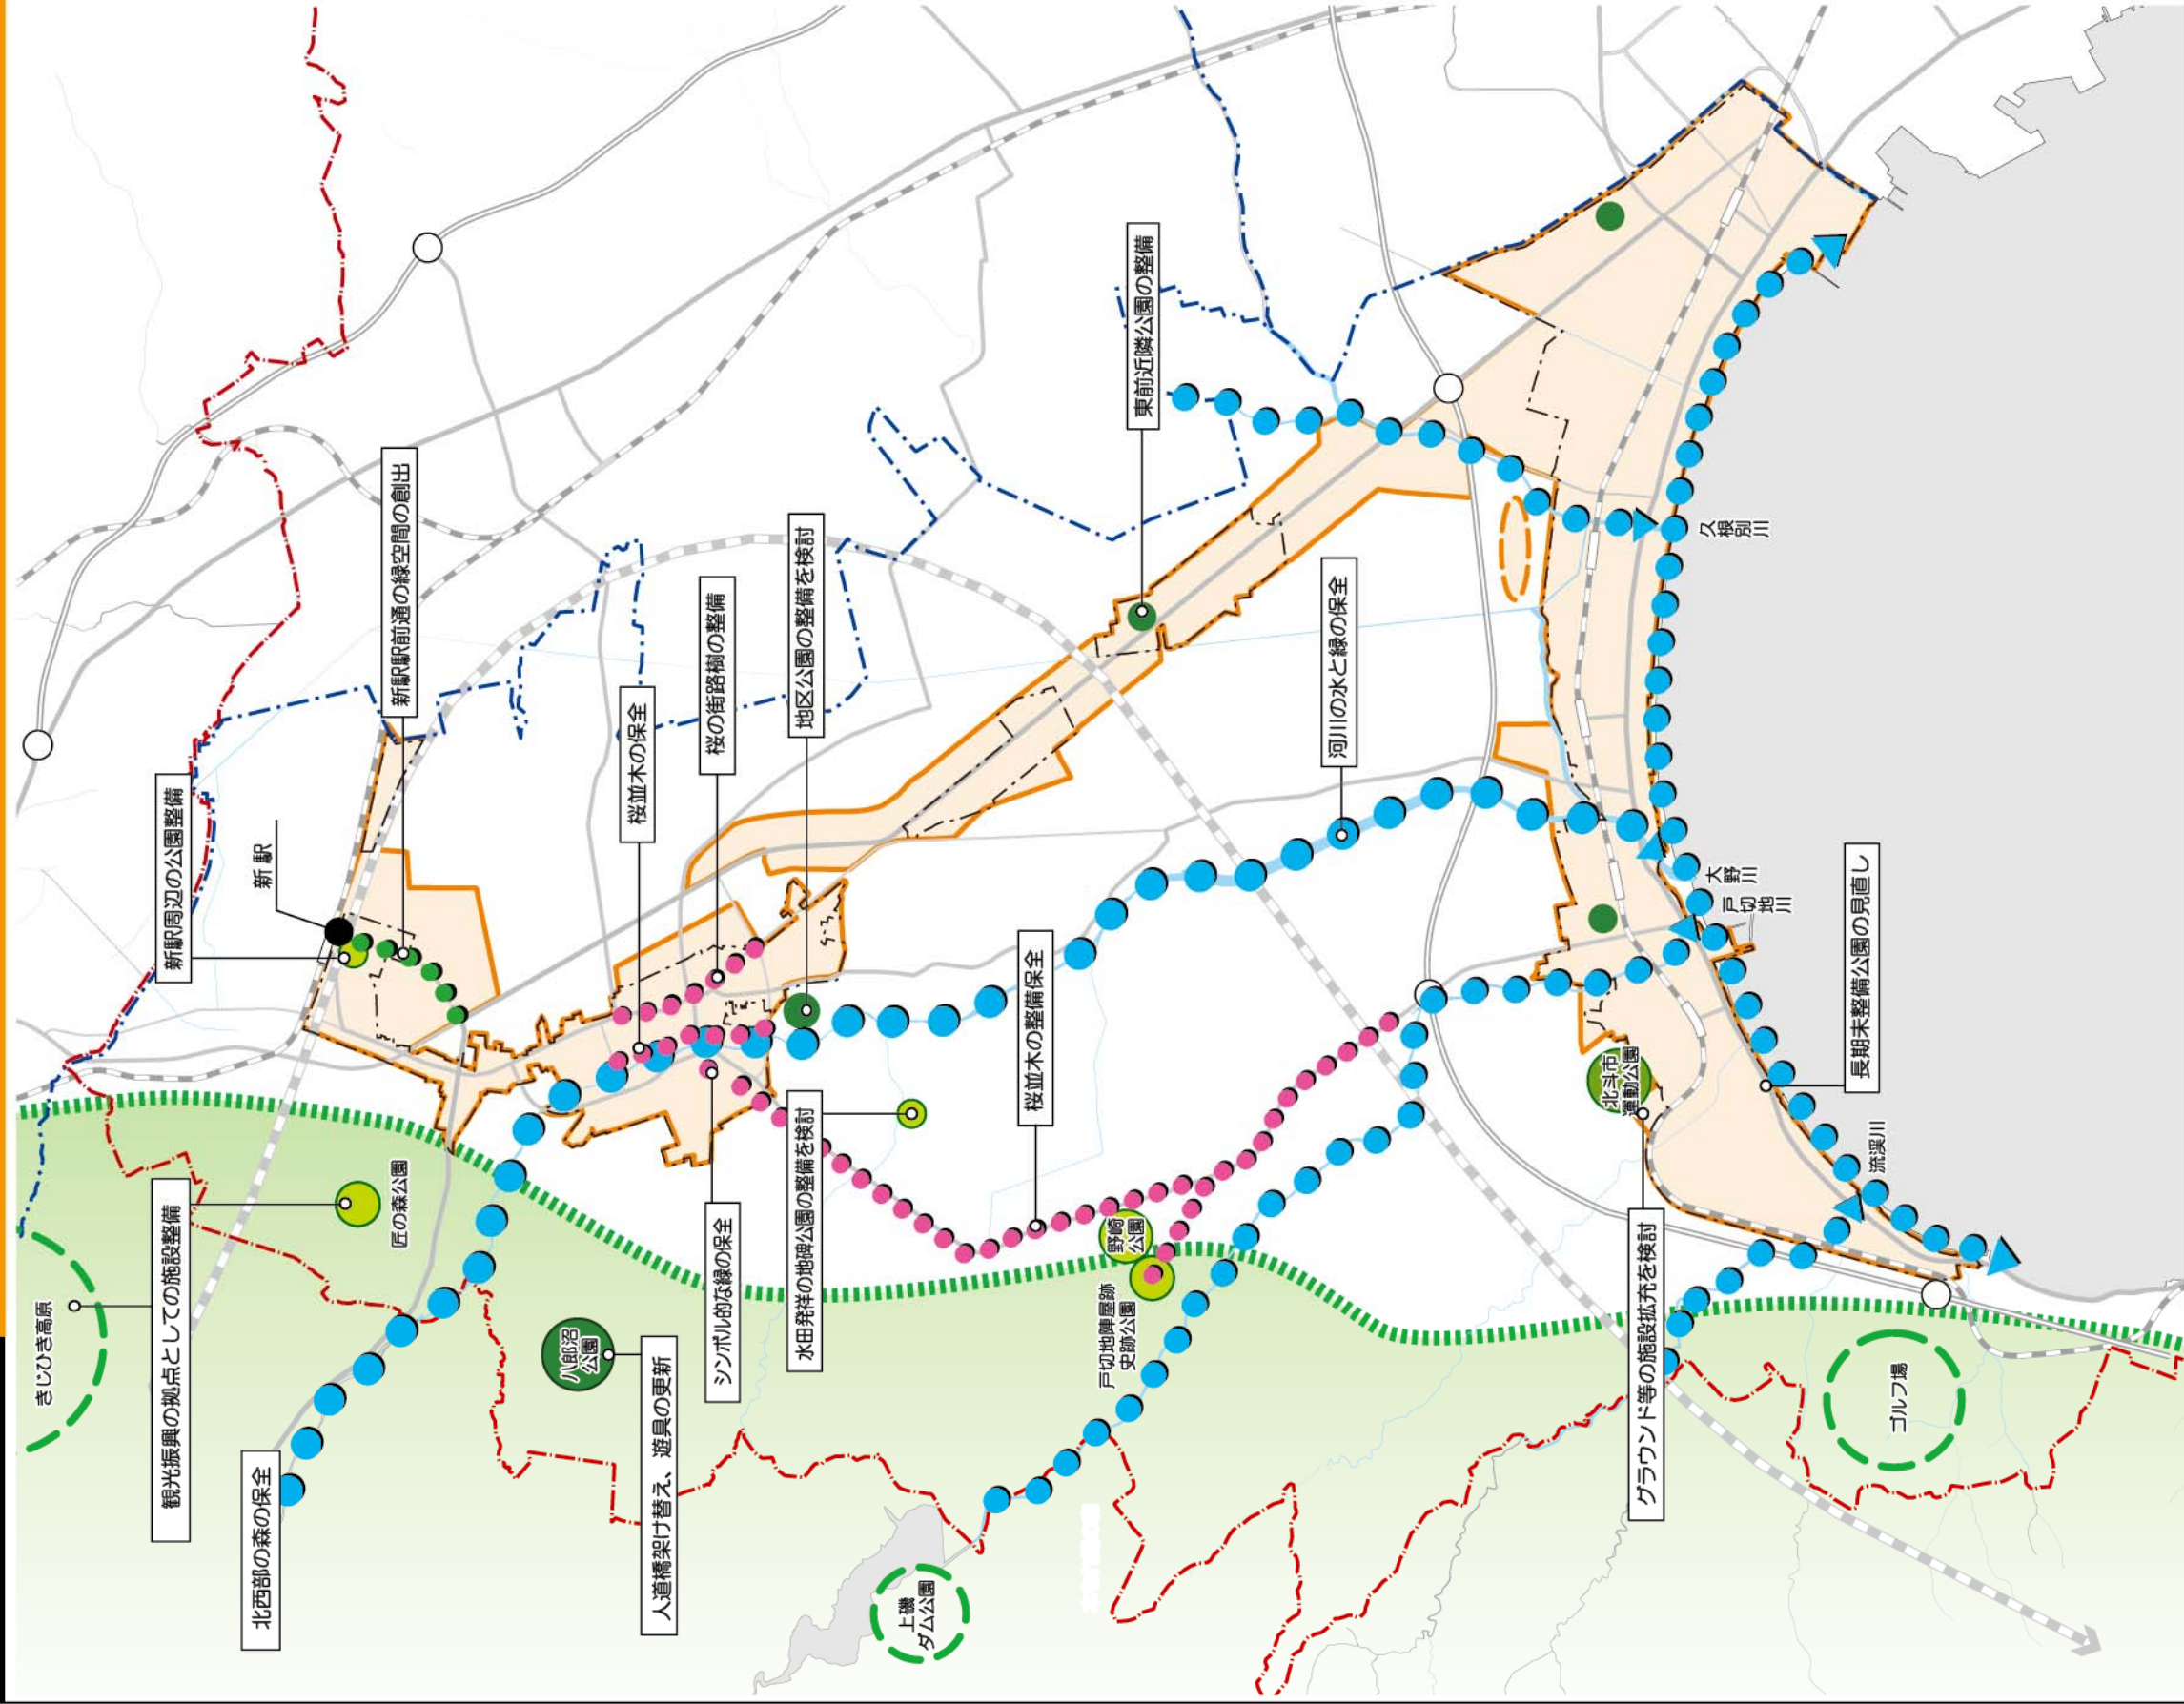 きじひき高原
観光振興の拠点としての施設整備
北西部の森の保全
匠の森公園
新駅周辺の公園整備
新駅
新駅駅前通の緑空間の創出
八郎沼
公園
人道橋架け替え、遊具の更新
桜並木の保全
桜の街路樹の整備
シンボル的な緑の保全
地区公園の整備を検討
水田発祥の地碑公園の整備を検討
上磯
ダム公園
桜並木の整備保全
野崎
公園
戸切地陣屋跡
史跡公園
東前近隣公園の整備
河川の水と緑の保全
北斗市
運動公園
グラウンド等の施設拡充を検討
久根別川
大野川
戸切地川
長期未整備公園の見直し
流渓川
ゴルフ場